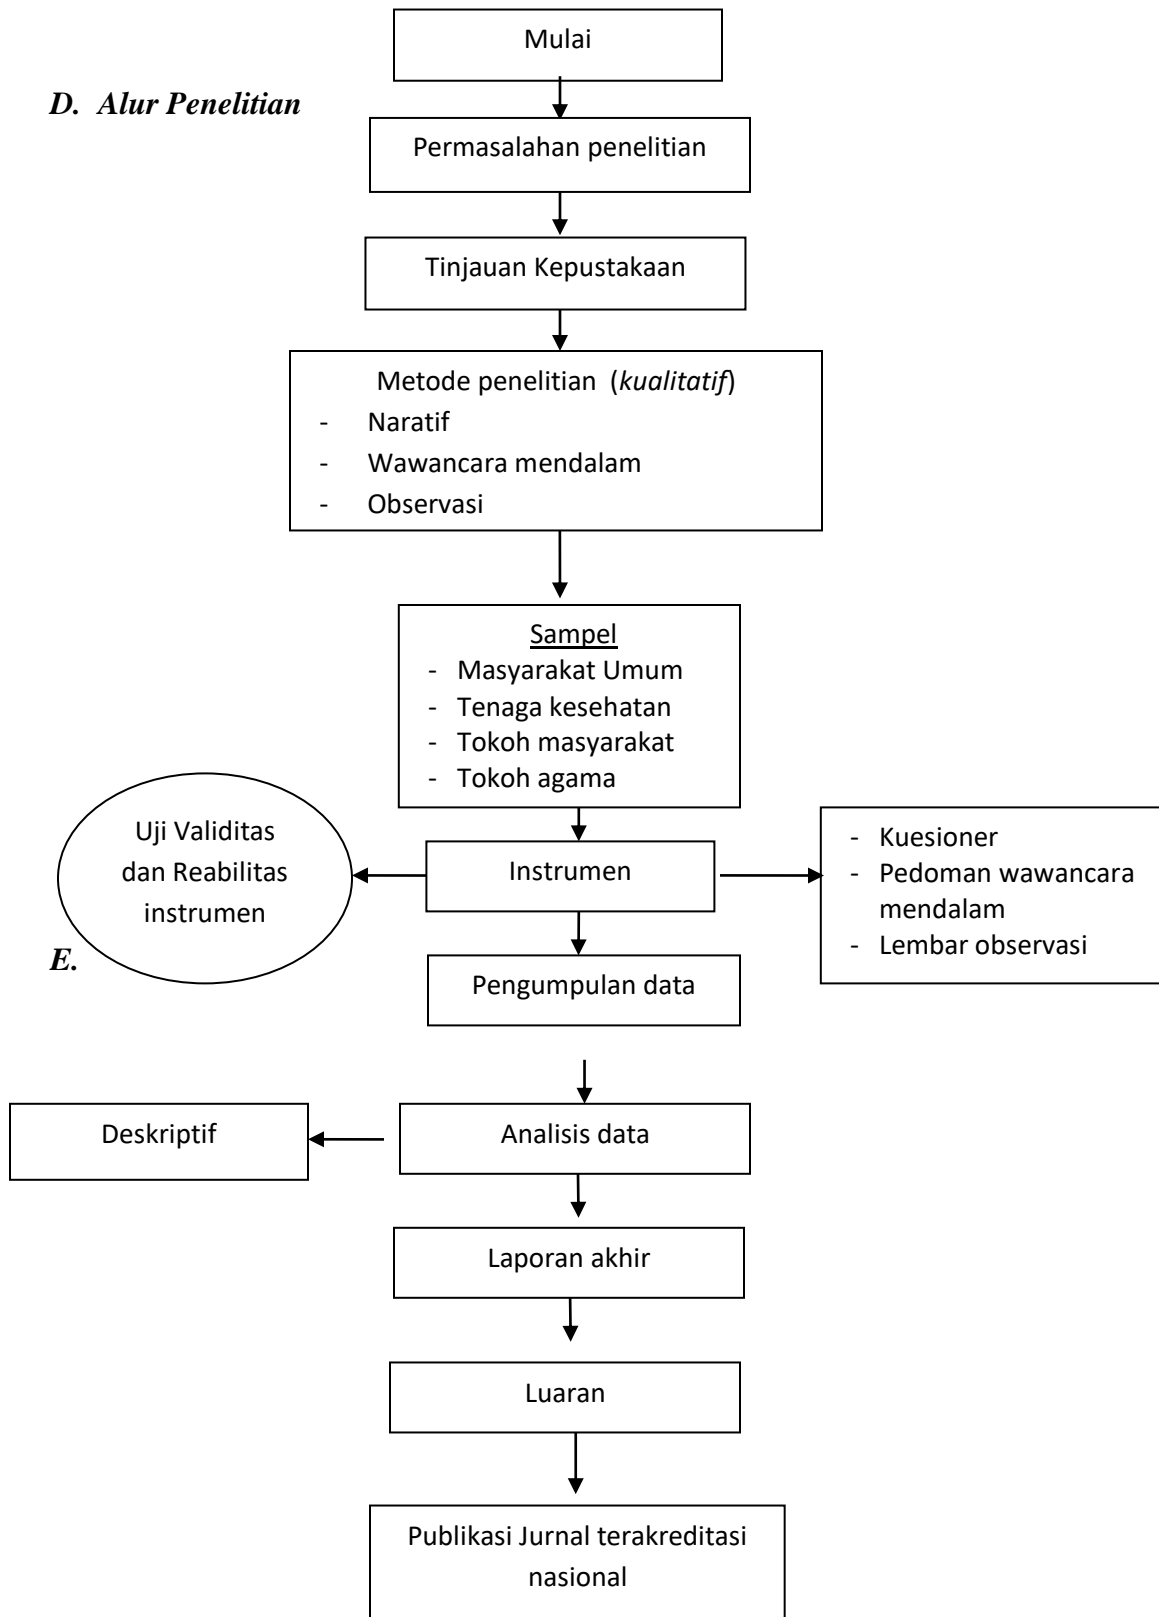 Mulai
D. Alur Penelitian
Permasalahan penelitian
Tinjauan Kepustakaan
Metode penelitian (kualitatif)
- Naratif
- Wawancara mendalam
- Observasi
Sampel
- Masyarakat Umum
- Tenaga kesehatan
- Tokoh masyarakat
- Tokoh agama
Uji Validitas
dan Reabilitas
instrumen
Instrumen
- Kuesioner
- Pedoman wawancara
mendalam
- Lembar observasi
E.
Pengumpulan data
Deskriptif
Analisis data
Laporan akhir
Luaran
Publikasi Jurnal terakreditasi
nasional